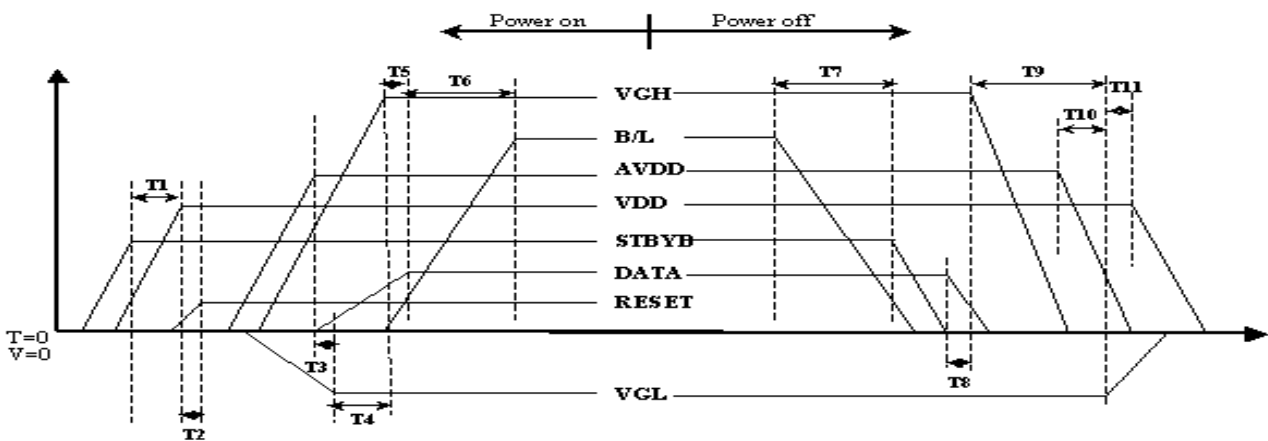 Power on
Power off
T5
T6
VGH
T7
T9
T11
T10
B/L
AVDD
T1
VDD
STBYB
DATA
RESET
T=0
V=0
T3
T8
T4
VGL
T2